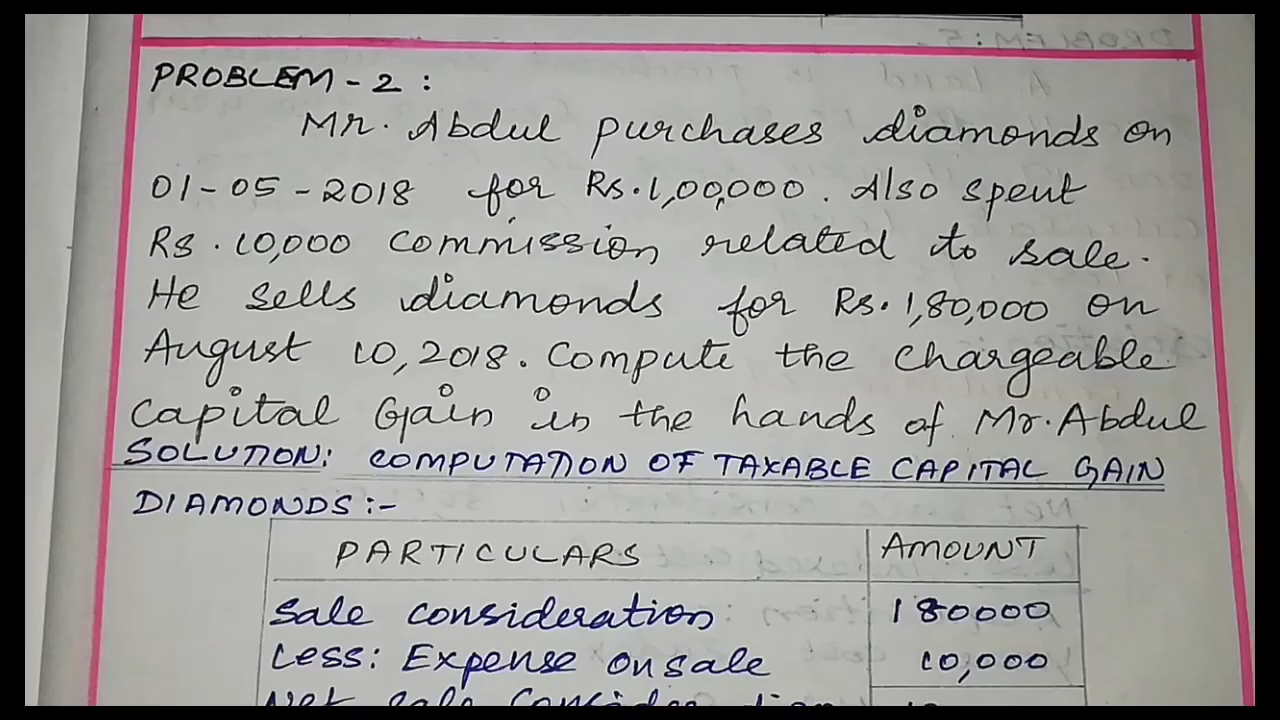 PROBLEM - 2 :
Mr. Abdul purchases diamonds on
01-05-2018 for Rs.1,00,000. Also spent
Rs.10,000 commission related to sale.
He sells diamonds for Rs.1,80,000 on
August 10, 2018. Compute the chargeable
Capital Gain in the hands of Mr. Abdul
SOLUTION: COMPUTATION OF TAXABLE CAPITAL GAIN
DIAMONDS :-
PARTICULARS AMOUNT
Sale consideration 180000
Less: Expense on sale 10,000